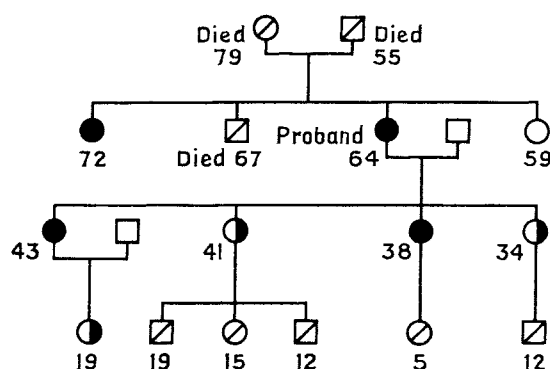 Died Died
79 55
Proband
72 Died 67 64 59
43 41 38 34
19 19 15 12 5 12